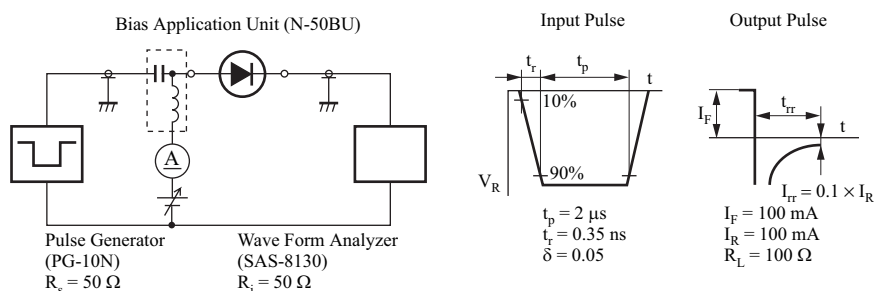 Bias Application Unit (N-50BU)
A
Pulse Generator
(PG-10N)
R_s = 50 Ω
Wave Form Analyzer
(SAS-8130)
R_i = 50 Ω
Input Pulse
t_r
t_p
t
10%
90%
V_R
t_p = 2 μs
t_r = 0.35 ns
δ = 0.05
Output Pulse
I_F
t_rr
t
I_rr = 0.1 × I_R
I_F = 100 mA
I_R = 100 mA
R_L = 100 Ω